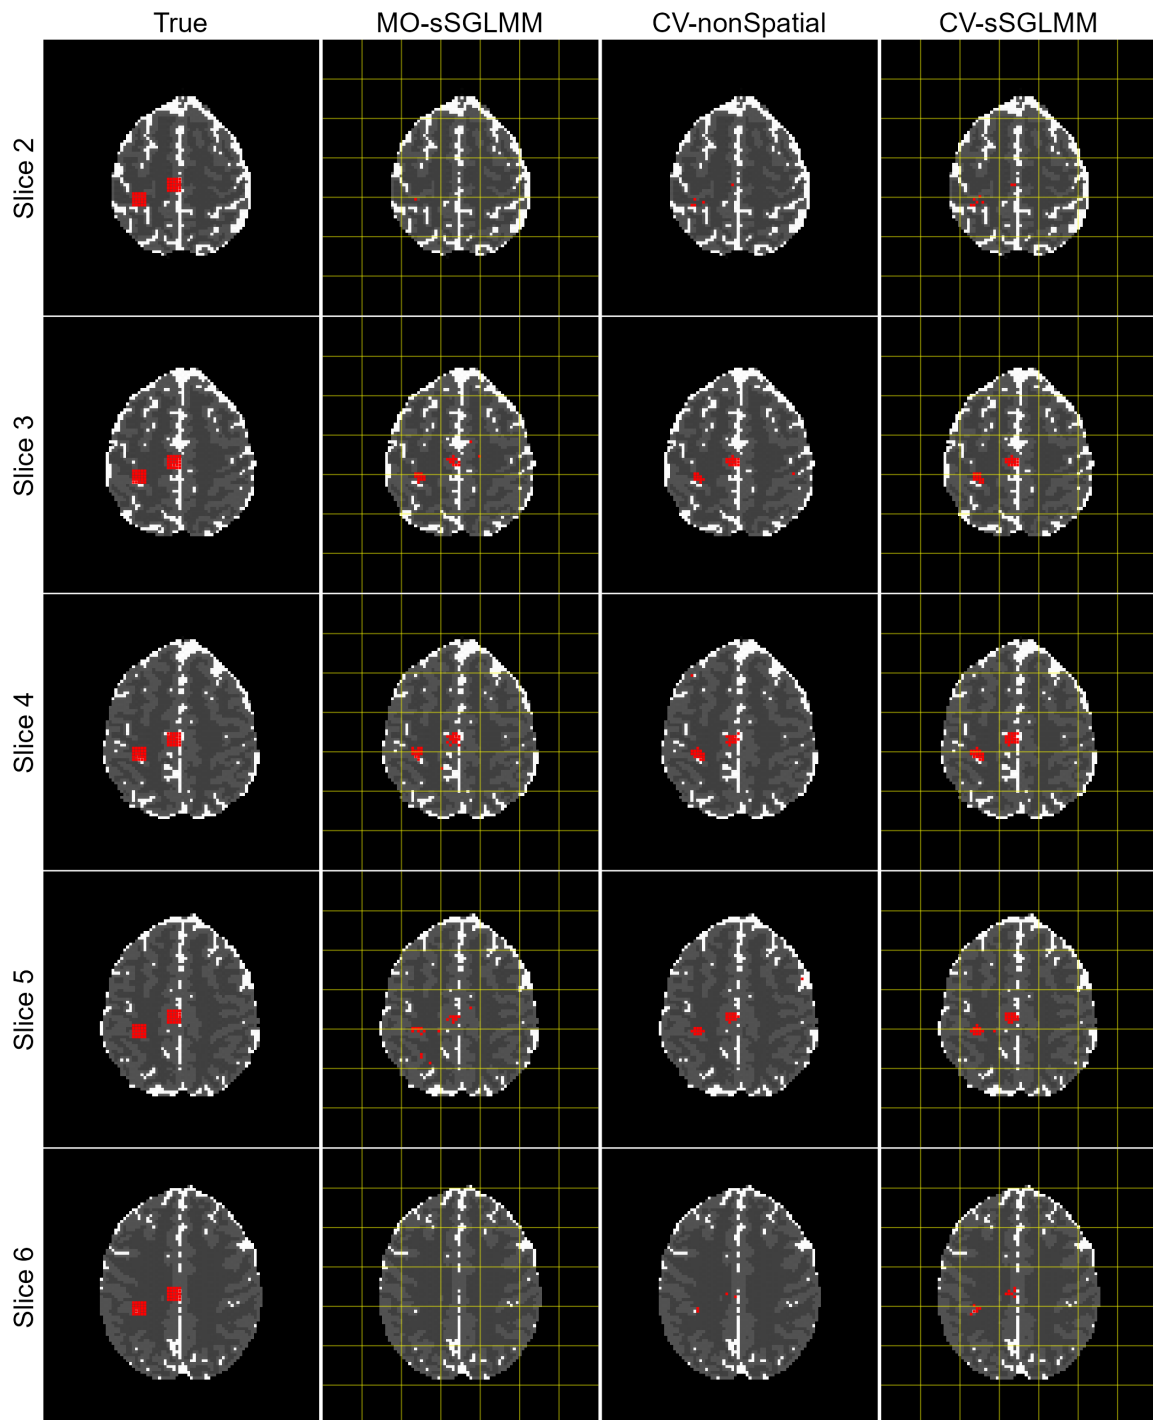 True MO-sSGLMM CV-nonSpatial CV-sSGLMM
Slice 2
Slice 3
Slice 4
Slice 5
Slice 6